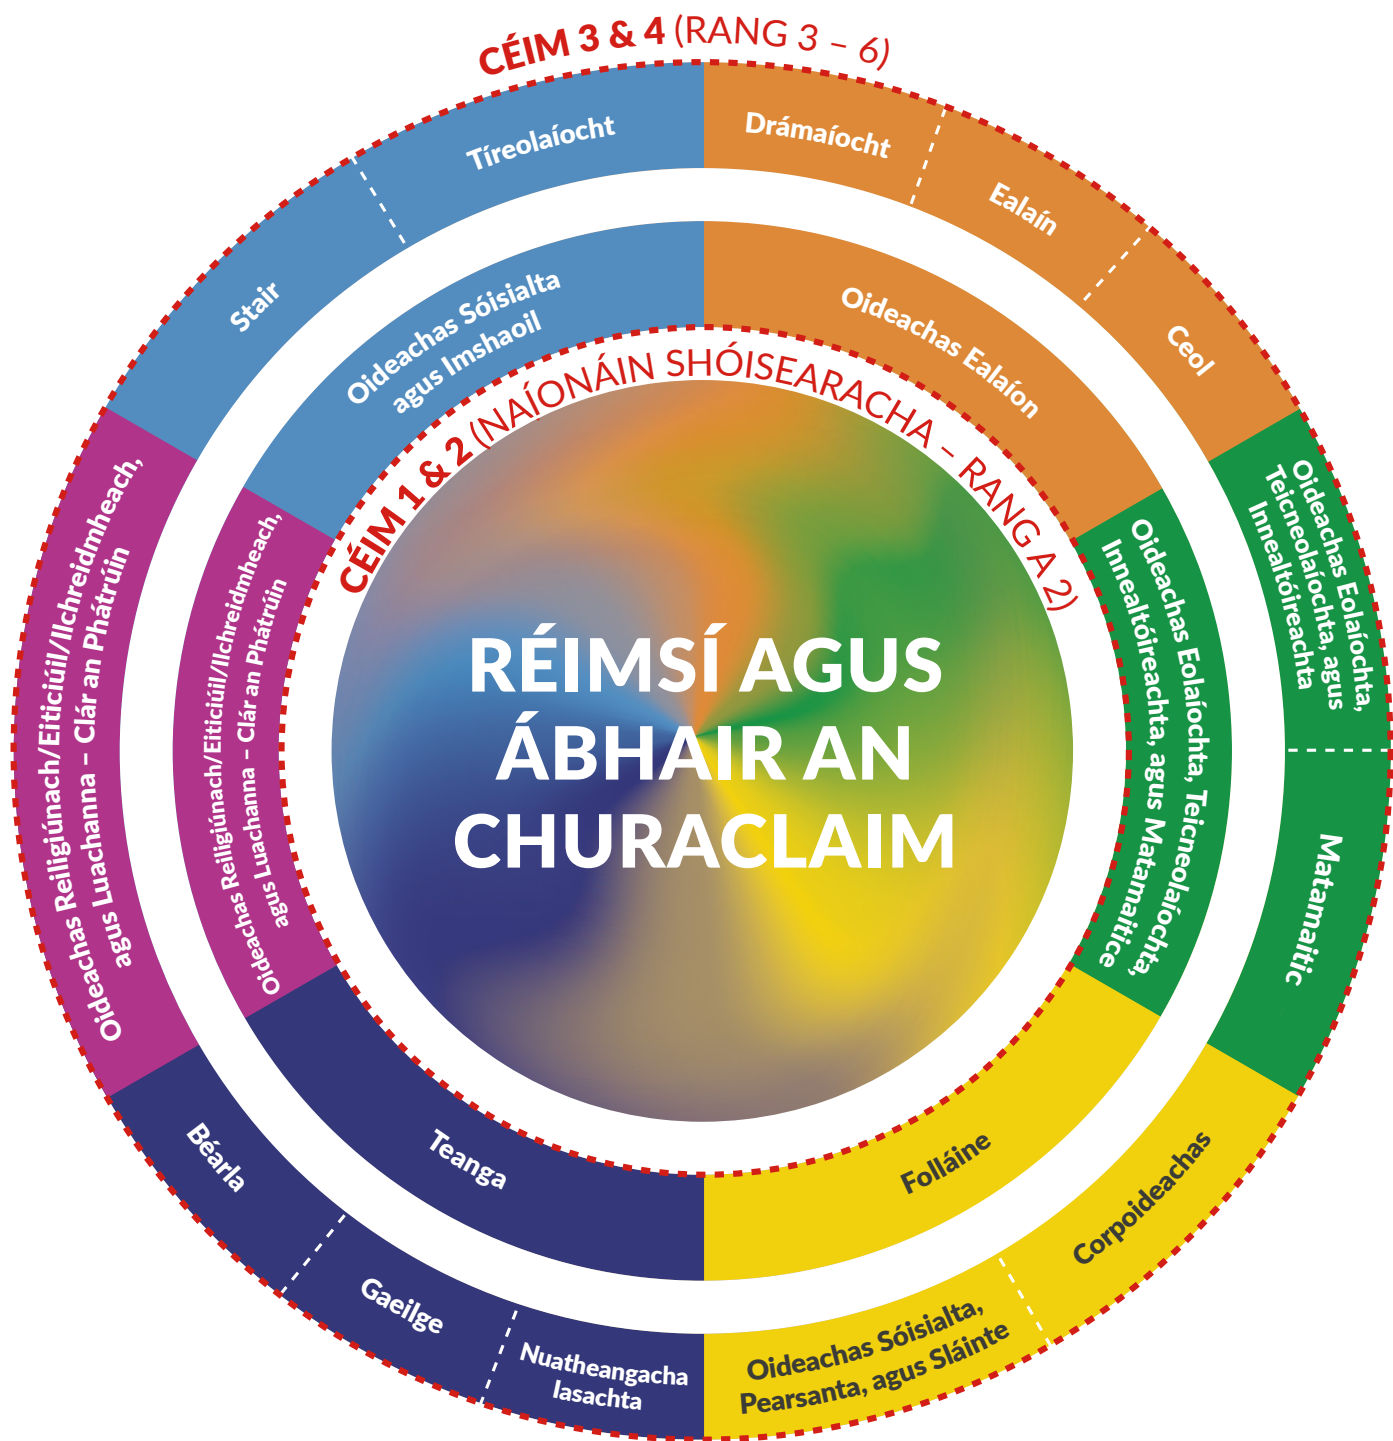 CÉIM 3 & 4 (RANG 3 – 6)
Tíreolaíocht
Drámaíocht
Ealaín
Ceol
Stair
Oideachas Sóisialta
agus Imshaoil
Oideachas Ealaíon
CÉIM 1 & 2 (NAÍONÁIN SHÓISEARACHA – RANG A 2)
Oideachas Eolaíochta,
Teicneolaíochta, agus
Innealtóireachta
Oideachas Eolaíochta, Teicneolaíochta,
Innealtóireachta, agus Matamaitice
Matamaitic
Oideachas Reiligiúnach/Eiticiúil/Ilchreidmheach,
agus Luachanna – Clár an Phátrúin
Oideachas Reiligiúnach/Eiticiúil/Ilchreidmheach,
agus Luachanna – Clár an Phátrúin
RÉIMSÍ AGUS
ÁBHAIR AN
CHURACLAIM
Teanga
Folláine
Béarla
Gaeilge
Nuatheangacha
Iasachta
Oideachas Sóisialta,
Pearsanta, agus Sláinte
Corpoideachas